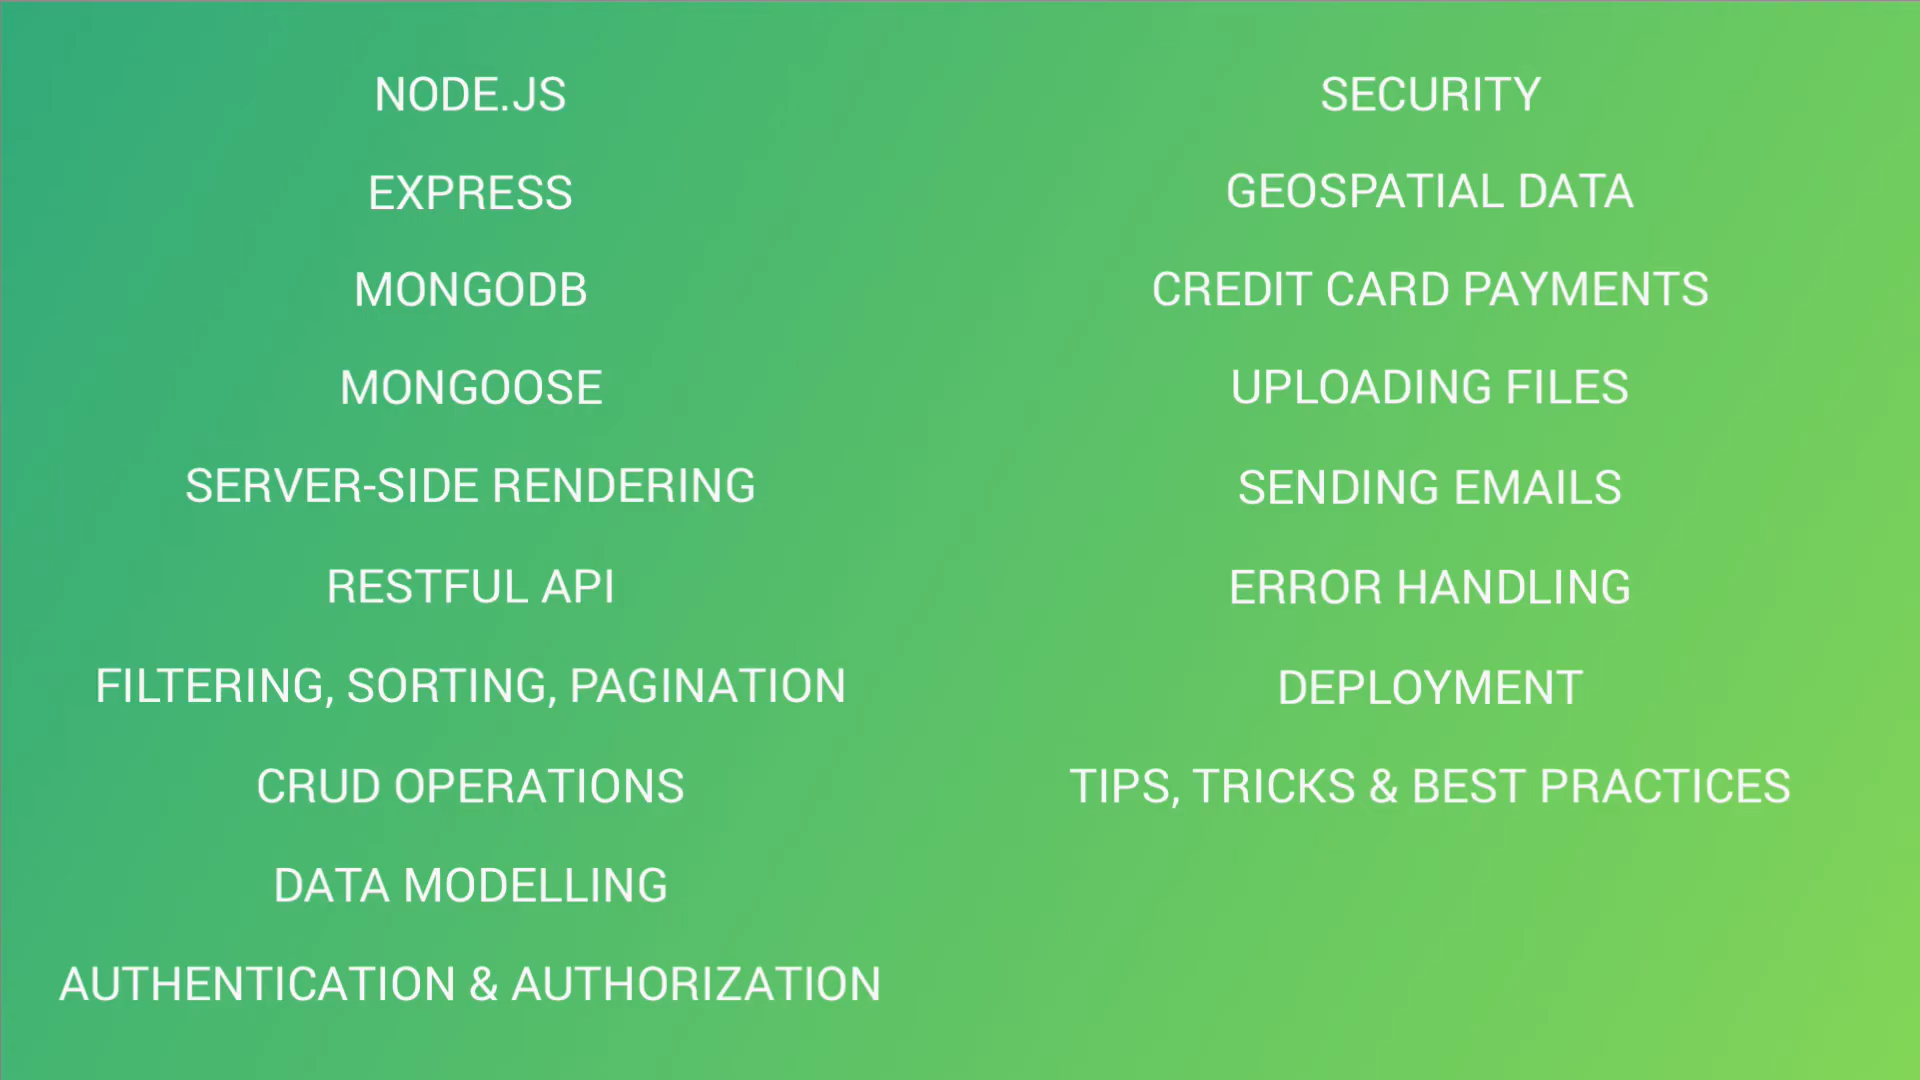 NODE.JS
EXPRESS
MONGODB
MONGOOSE
SERVER-SIDE RENDERING
RESTFUL API
FILTERING, SORTING, PAGINATION
CRUD OPERATIONS
DATA MODELLING
AUTHENTICATION & AUTHORIZATION
SECURITY
GEOSPATIAL DATA
CREDIT CARD PAYMENTS
UPLOADING FILES
SENDING EMAILS
ERROR HANDLING
DEPLOYMENT
TIPS, TRICKS & BEST PRACTICES